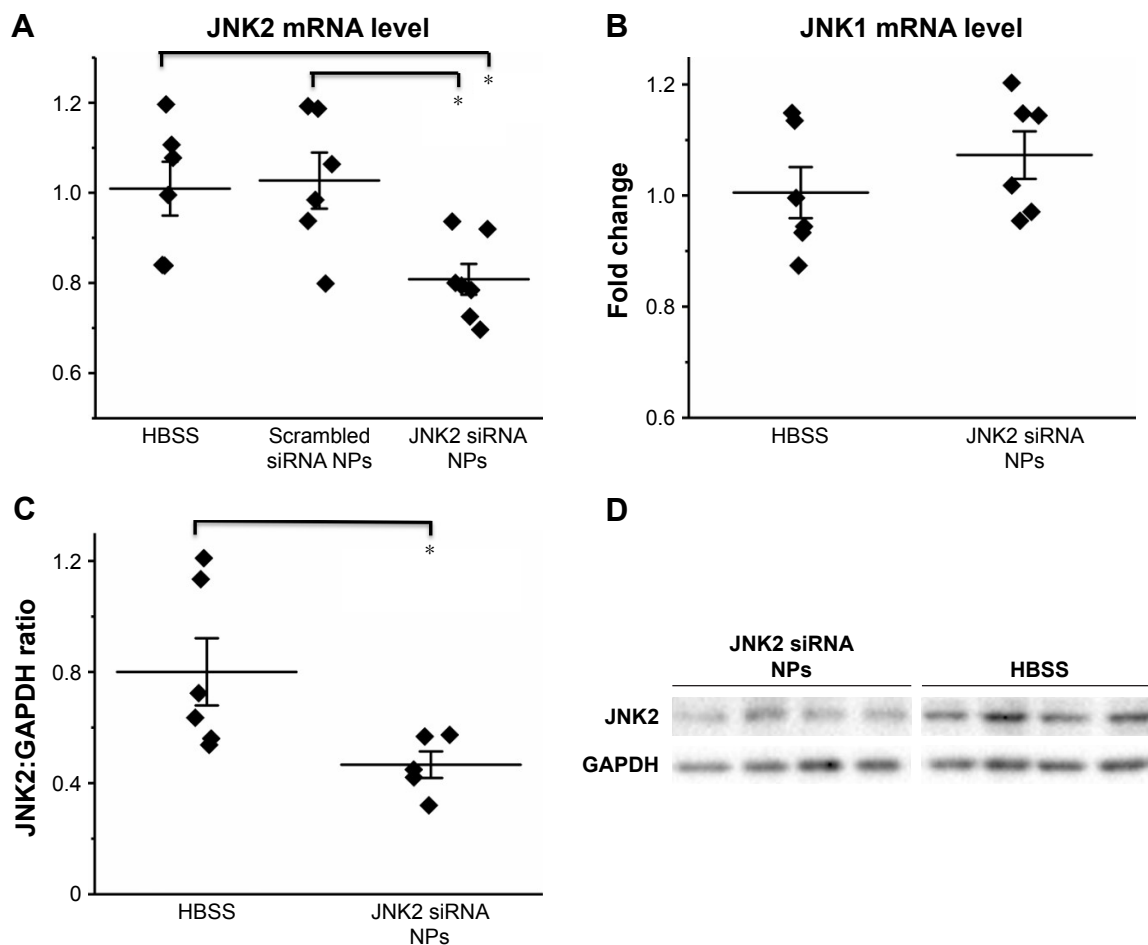 A
JNK2 mRNA level
*
*
1.2
1.0
0.8
0.6
HBSS
Scrambled
siRNA NPs
JNK2 siRNA
NPs
B
JNK1 mRNA level
Fold change
1.2
1.0
0.8
0.6
HBSS
JNK2 siRNA
NPs
C
*
JNK2:GAPDH ratio
1.2
0.8
0.4
0
HBSS
JNK2 siRNA
NPs
D
JNK2 siRNA
NPs
HBSS
JNK2
GAPDH